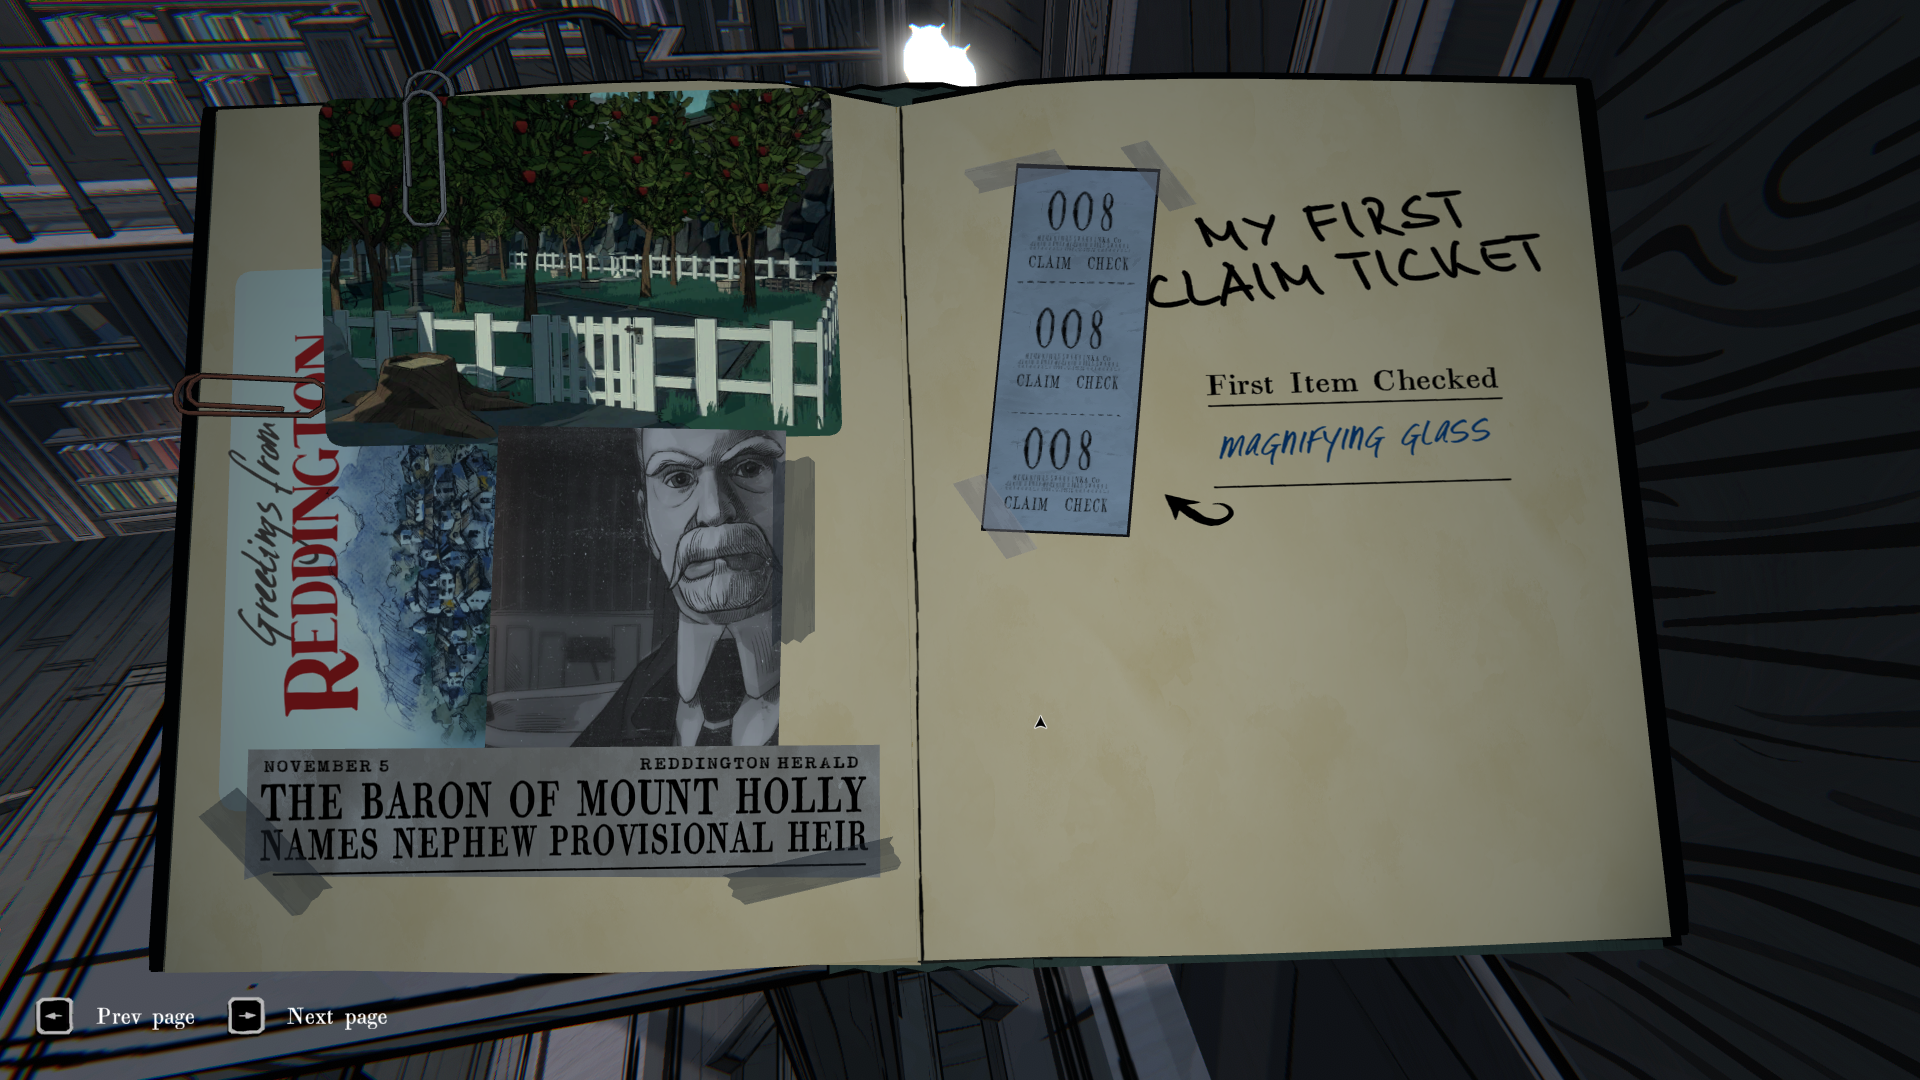 Greetings from
REDDINGTON
NOVEMBER 5
REDDINGTON HERALD
THE BARON OF MOUNT HOLLY
NAMES NEPHEW PROVISIONAL HEIR
008
CLAIM CHECK
008
CLAIM CHECK
008
CLAIM CHECK
MY FIRST
CLAIM TICKET
First Item Checked
MAGNIFYING GLASS
Prev page
Next page